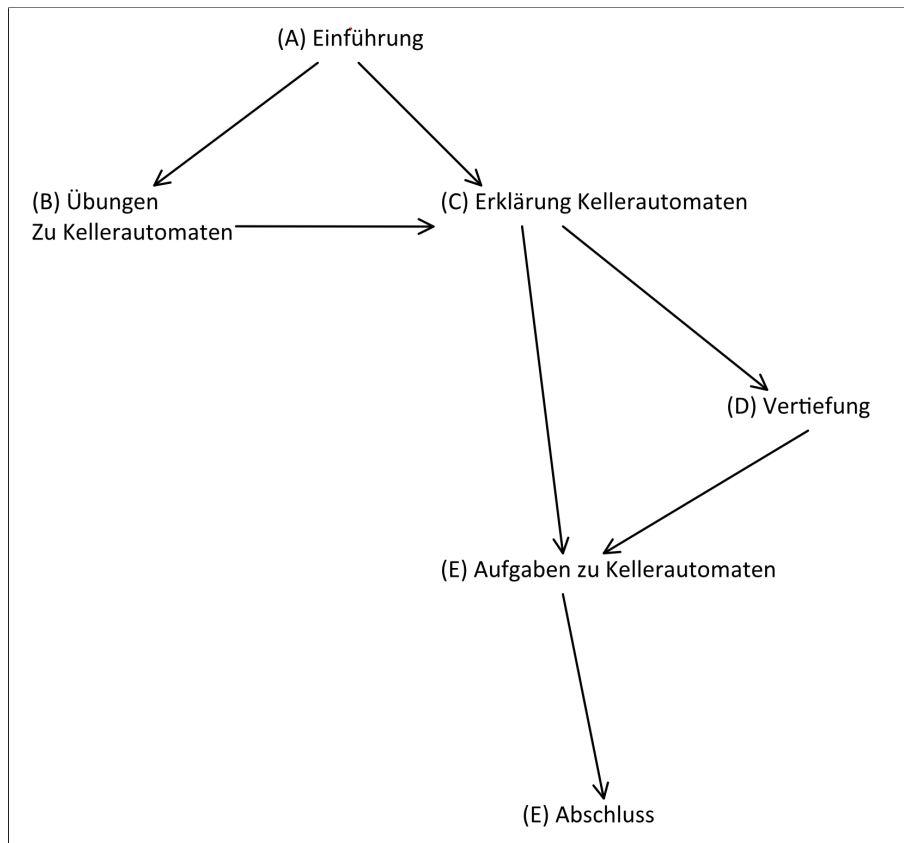 (A) Einführung
(B) Übungen
Zu Kellerautomaten
(C) Erklärung Kellerautomaten
(D) Vertiefung
(E) Aufgaben zu Kellerautomaten
(E) Abschluss